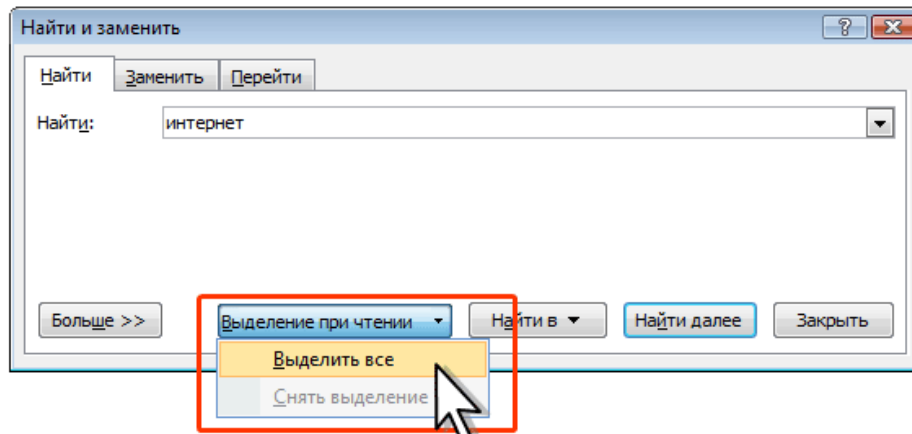 Найти и заменить
Найти Заменить Перейти
Найти: интернет
Больше >> Выделение при чтении Найти в Найти далее Закрыть
Выделить все
Снять выделение